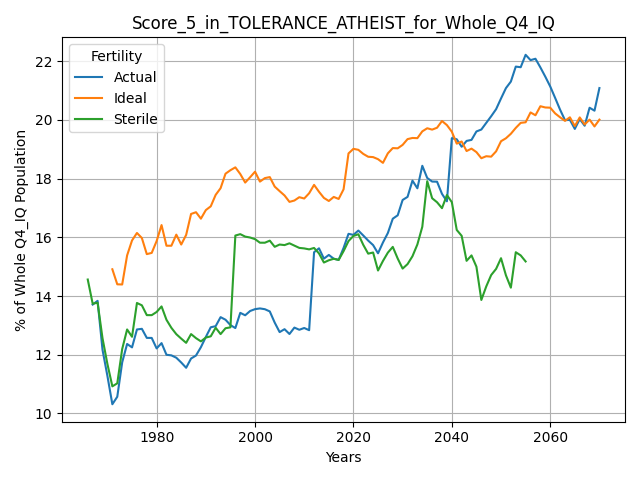 Score_5_in_TOLERANCE_ATHEIST_for_Whole_Q4_IQ
Fertility
Actual
Ideal
Sterile
% of Whole Q4_IQ Population
22
20
18
16
14
12
10
1980
2000
2020
2040
2060
Years